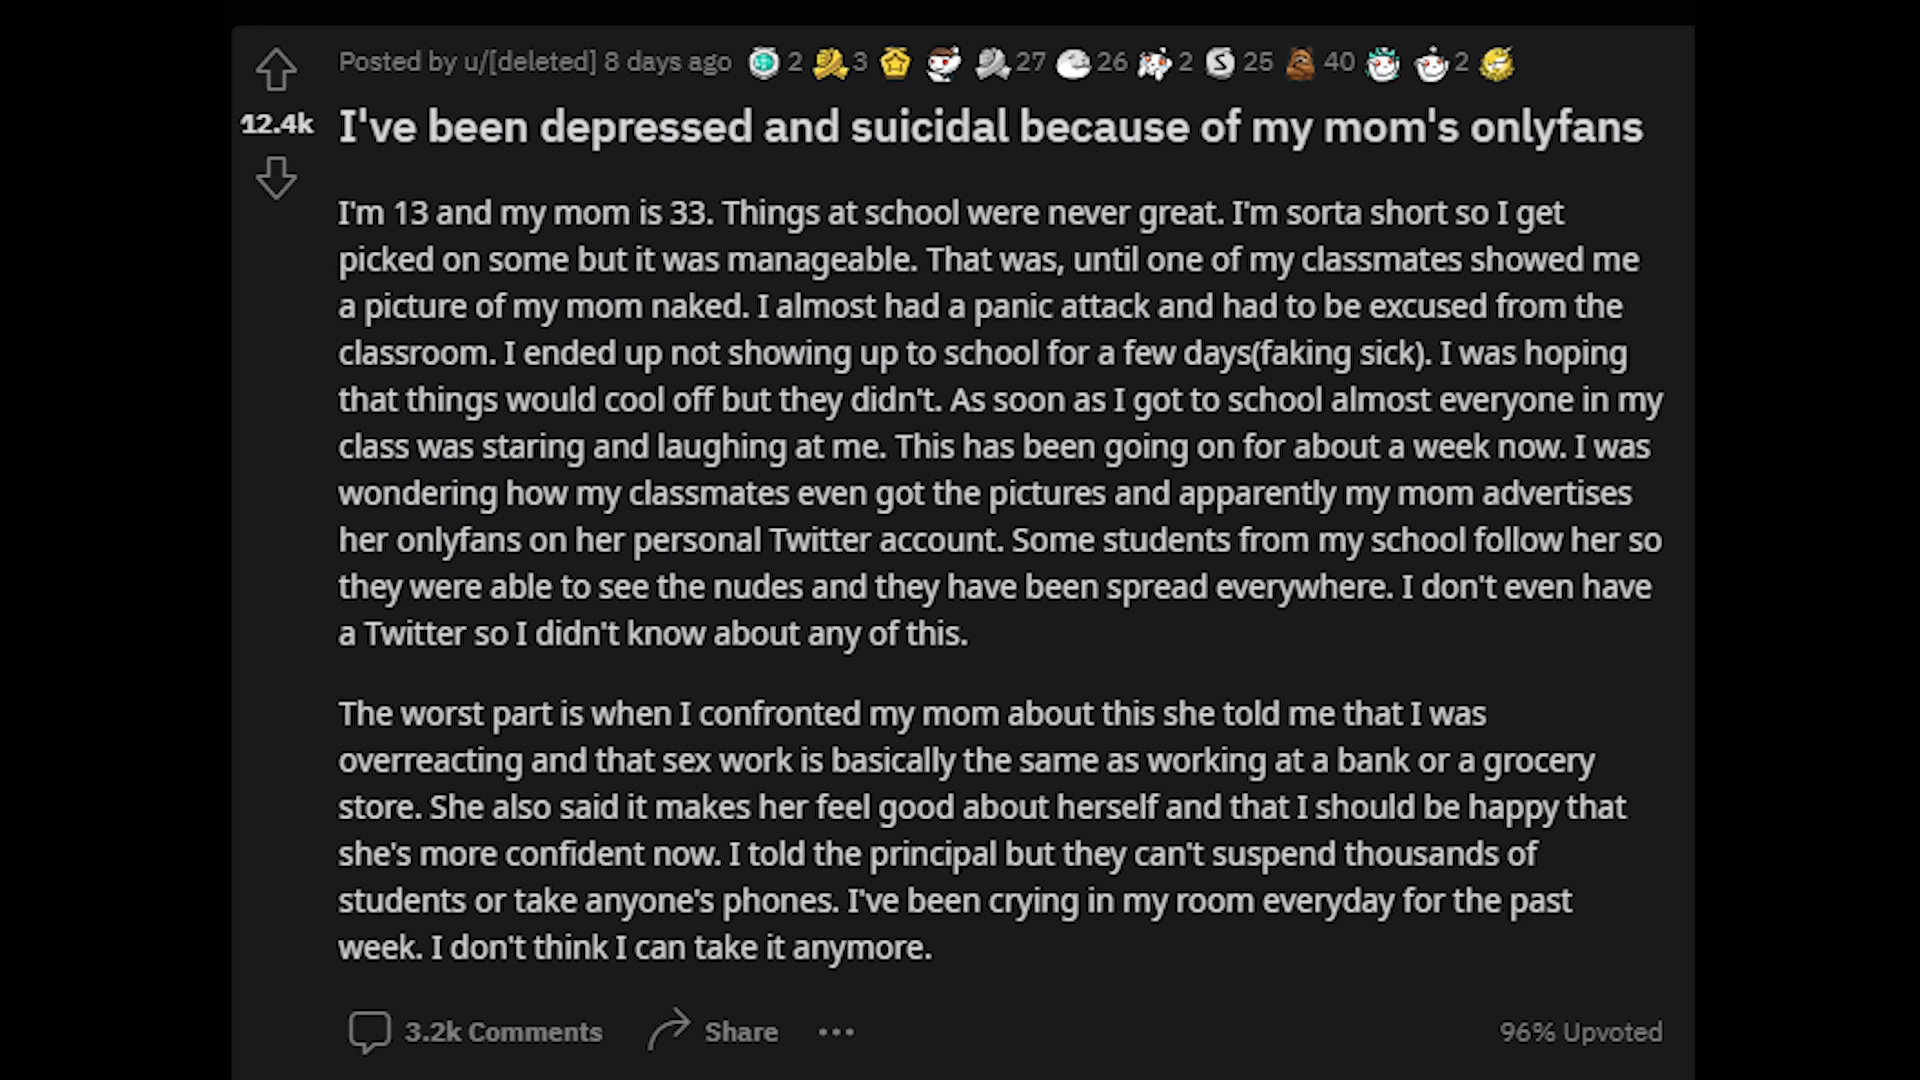 Posted by u/[deleted] 8 days ago 2 3 27 26 2 S 25 40 2
12.4k
I've been depressed and suicidal because of my mom's onlyfans
I'm 13 and my mom is 33. Things at school were never great. I'm sorta short so I get
picked on some but it was manageable. That was, until one of my classmates showed me
a picture of my mom naked. I almost had a panic attack and had to be excused from the
classroom. I ended up not showing up to school for a few days(faking sick). I was hoping
that things would cool off but they didn't. As soon as I got to school almost everyone in my
class was staring and laughing at me. This has been going on for about a week now. I was
wondering how my classmates even got the pictures and apparently my mom advertises
her onlyfans on her personal Twitter account. Some students from my school follow her so
they were able to see the nudes and they have been spread everywhere. I don't even have
a Twitter so I didn't know about any of this.
The worst part is when I confronted my mom about this she told me that I was
overreacting and that sex work is basically the same as working at a bank or a grocery
store. She also said it makes her feel good about herself and that I should be happy that
she's more confident now. I told the principal but they can't suspend thousands of
students or take anyone's phones. I've been crying in my room everyday for the past
week. I don't think I can take it anymore.
3.2k Comments Share ••• 96% Upvoted